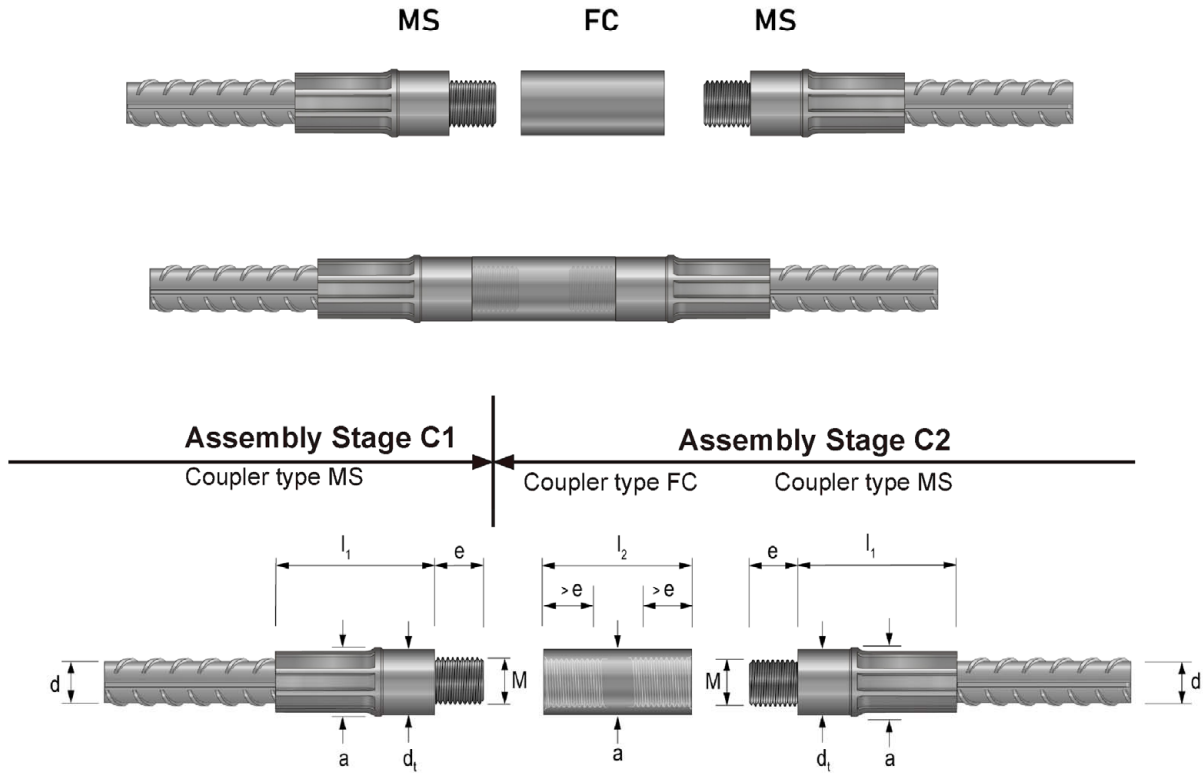 MS FC MS
Assembly Stage C1 Assembly Stage C2
Coupler type MS Coupler type FC Coupler type MS
l₁ e l₂ e l₁
>e >e
d M M d
a dₜ a dₜ a